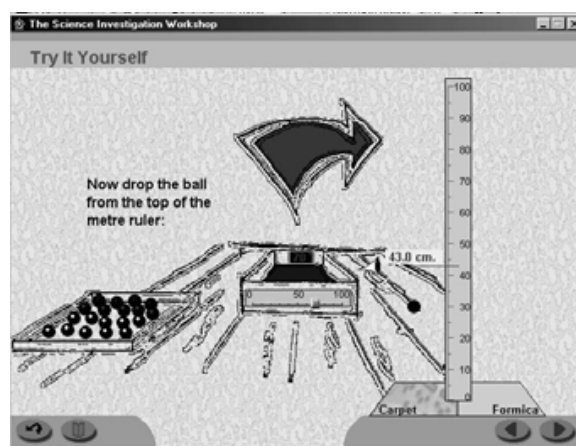 The Science Investigation Workshop
Try It Yourself
Now drop the ball
from the top of the
metre ruler:
100
90
80
70
60
50
40
30
20
10
0
43.0 cm.
0 50 100
Carpet Formica